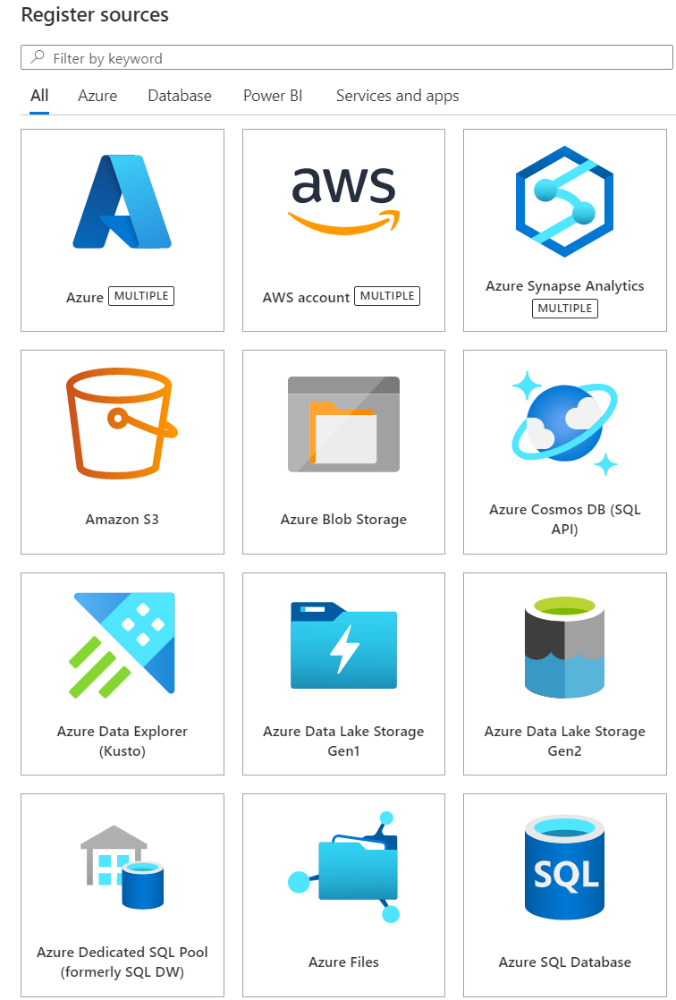 Register sources
Filter by keyword
All Azure Database Power BI Services and apps
aws
Azure MULTIPLE
AWS account MULTIPLE
Azure Synapse Analytics
MULTIPLE
Amazon S3
Azure Blob Storage
Azure Cosmos DB (SQL
API)
Azure Data Explorer
(Kusto)
Azure Data Lake Storage
Gen1
Azure Data Lake Storage
Gen2
Azure Dedicated SQL Pool
(formerly SQL DW)
Azure Files
SQL
Azure SQL Database